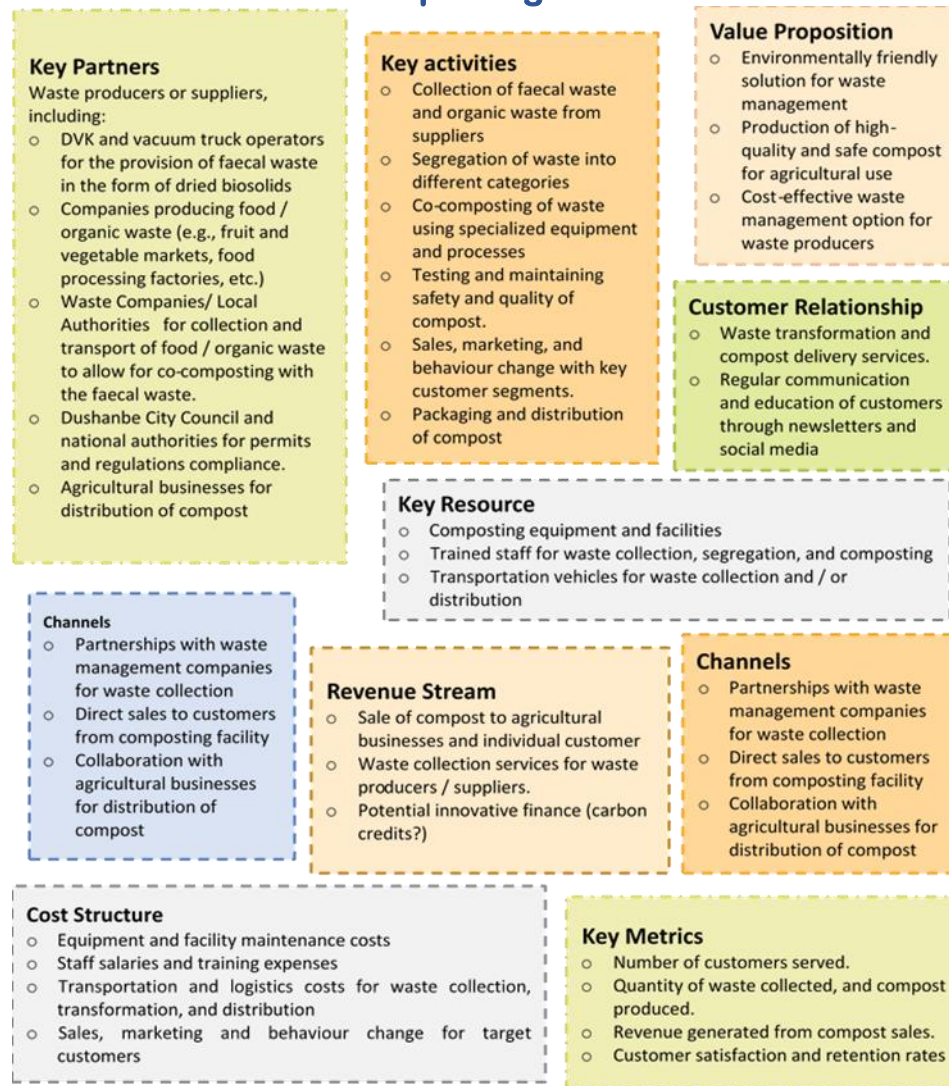 Key Partners
Waste producers or suppliers,
including:
o DVK and vacuum truck operators
for the provision of faecal waste
in the form of dried biosolids
o Companies producing food /
organic waste (e.g., fruit and
vegetable markets, food
processing factories, etc.)
o Waste Companies/ Local
Authorities for collection and
transport of food / organic waste
to allow for co-composting with
the faecal waste.
o Dushanbe City Council and
national authorities for permits
and regulations compliance.
o Agricultural businesses for
distribution of compost
Key activities
o Collection of faecal waste
and organic waste from
suppliers
o Segregation of waste into
different categories
o Co-composting of waste
using specialized equipment
and processes
o Testing and maintaining
safety and quality of
compost.
o Sales, marketing, and
behaviour change with key
customer segments.
o Packaging and distribution
of compost
Value Proposition
o Environmentally friendly
solution for waste
management
o Production of high-
quality and safe compost
for agricultural use
o Cost-effective waste
management option for
waste producers
Customer Relationship
o Waste transformation and
compost delivery services.
o Regular communication
and education of customers
through newsletters and
social media
Key Resource
o Composting equipment and facilities
o Trained staff for waste collection, segregation, and composting
o Transportation vehicles for waste collection and / or
distribution
Channels
o Partnerships with waste
management companies
for waste collection
o Direct sales to customers
from composting facility
o Collaboration with
agricultural businesses
for distribution of
compost
Revenue Stream
o Sale of compost to agricultural
businesses and individual customer
o Waste collection services for waste
producers / suppliers.
o Potential innovative finance (carbon
credits?)
Channels
o Partnerships with waste
management companies
for waste collection
o Direct sales to customers
from composting facility
o Collaboration with
agricultural businesses for
distribution of compost
Cost Structure
o Equipment and facility maintenance costs
o Staff salaries and training expenses
o Transportation and logistics costs for waste collection,
transformation, and distribution
o Sales, marketing and behaviour change for target
customers
Key Metrics
o Number of customers served.
o Quantity of waste collected, and compost
produced.
o Revenue generated from compost sales.
o Customer satisfaction and retention rates